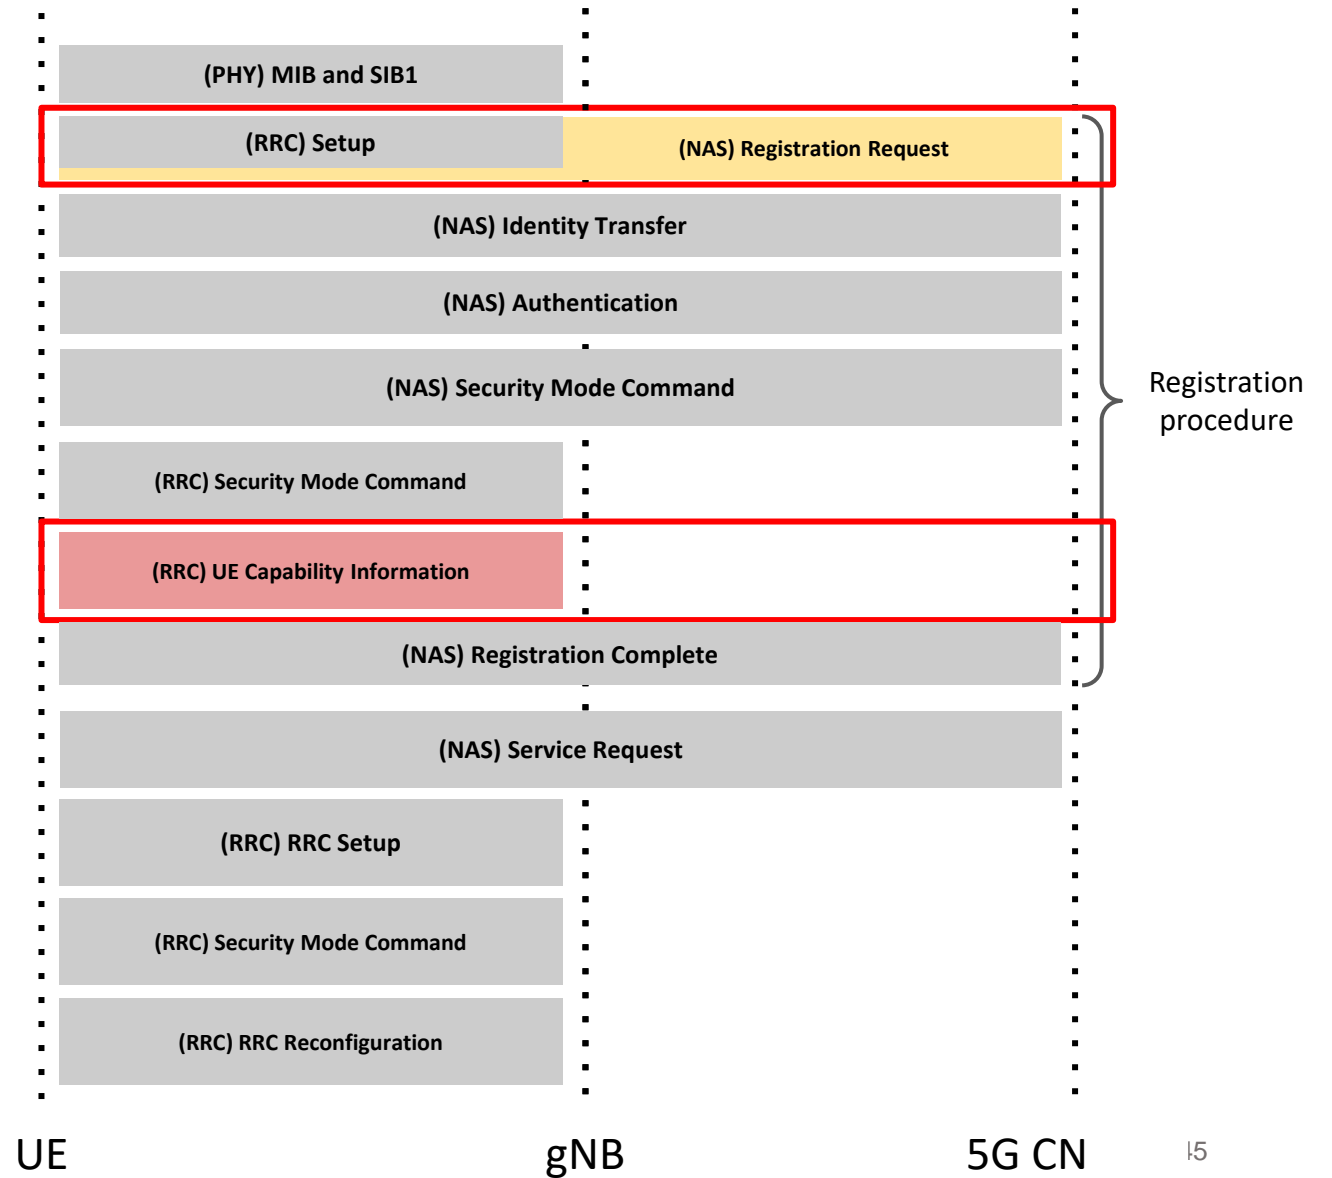 (PHY) MIB and SIB1
(RRC) Setup
(NAS) Registration Request
(NAS) Identity Transfer
(NAS) Authentication
(NAS) Security Mode Command
Registration
procedure
(RRC) Security Mode Command
(RRC) UE Capability Information
(NAS) Registration Complete
(NAS) Service Request
(RRC) RRC Setup
(RRC) Security Mode Command
(RRC) RRC Reconfiguration
UE
gNB
5G CN